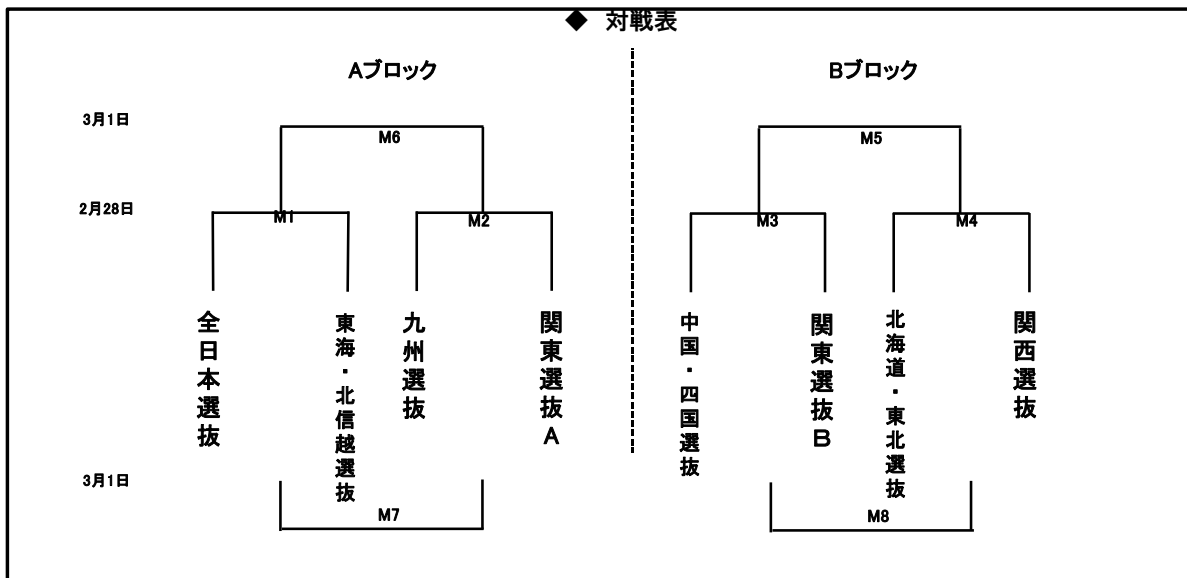 ◆ 対戦表
Aブロック
Bブロック
3月1日
M6
M5
2月28日
M1
M2
M3
M4
全日本選抜
東海・北信越選抜
九州選抜
関東選抜A
中国・四国選抜
関東選抜B
北海道・東北選抜
関西選抜
3月1日
M7
M8